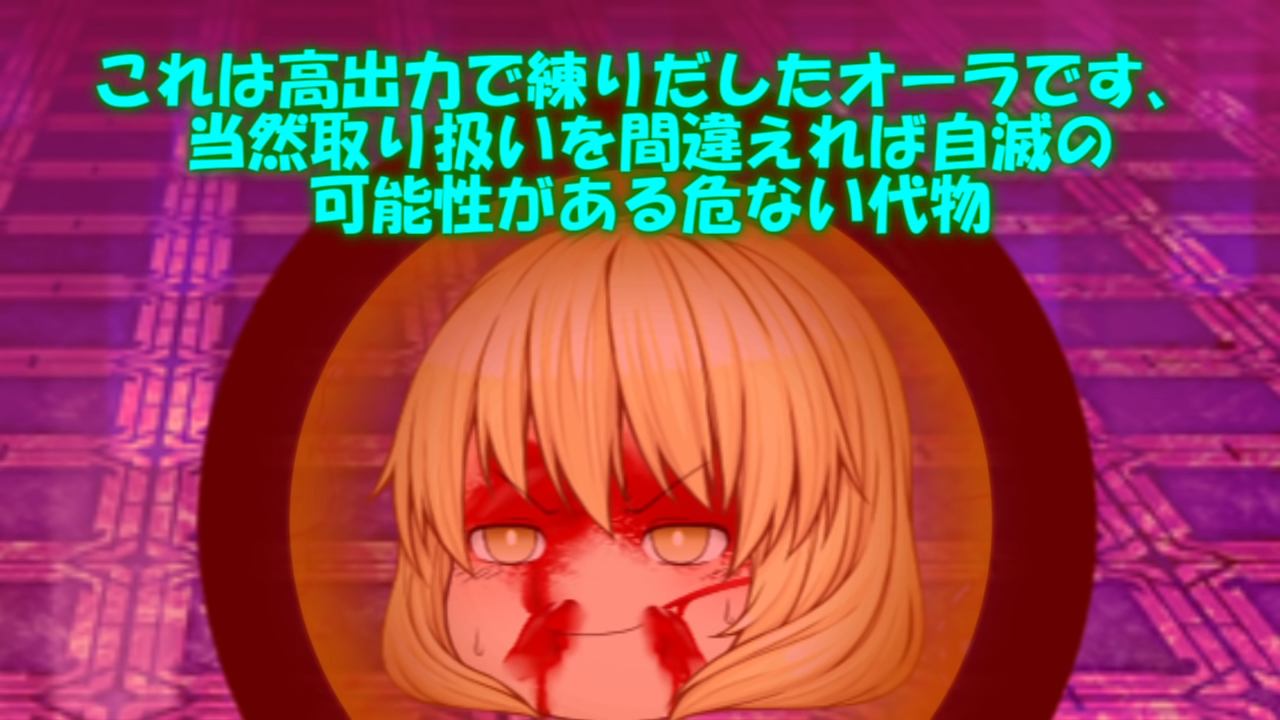 これは高出力で練りだしたオーラです、
当然取り扱いを間違えれば自滅の
可能性がある危ない代物